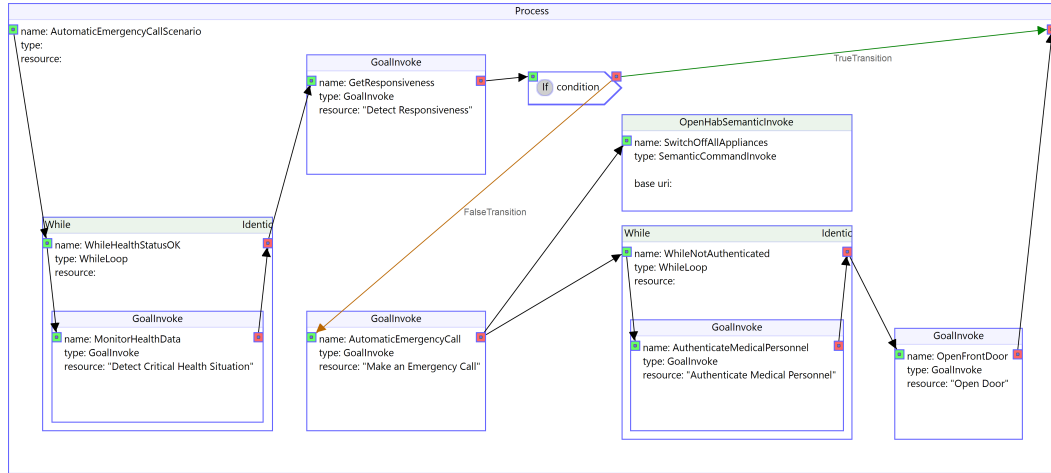 Process
name: AutomaticEmergencyCallScenario
type:
resource:
GoalInvoke
name: GetResponsiveness
type: GoalInvoke
resource: "Detect Responsiveness"
If condition
TrueTransition
OpenHabSemanticInvoke
name: SwitchOffAllAppliances
type: SemanticCommandInvoke
base uri:
FalseTransition
While Identic
name: WhileHealthStatusOK
type: WhileLoop
resource:
GoalInvoke
name: MonitorHealthData
type: GoalInvoke
resource: "Detect Critical Health Situation"
GoalInvoke
name: AutomaticEmergencyCall
type: GoalInvoke
resource: "Make an Emergency Call"
While Identic
name: WhileNotAuthenticated
type: WhileLoop
resource:
GoalInvoke
name: AuthenticateMedicalPersonnel
type: GoalInvoke
resource: "Authenticate Medical Personnel"
GoalInvoke
name: OpenFrontDoor
type: GoalInvoke
resource: "Open Door"